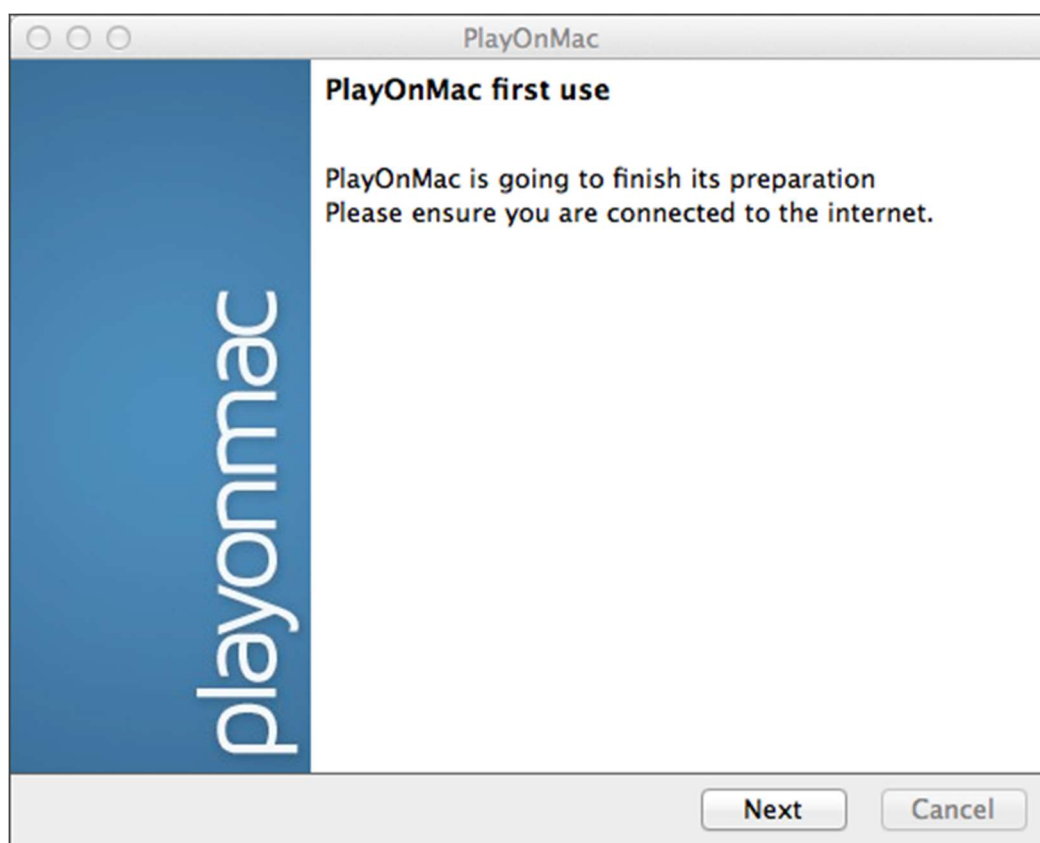 PlayOnMac
PlayOnMac first use
PlayOnMac is going to finish its preparation
Please ensure you are connected to the internet.
playonmac
Next
Cancel